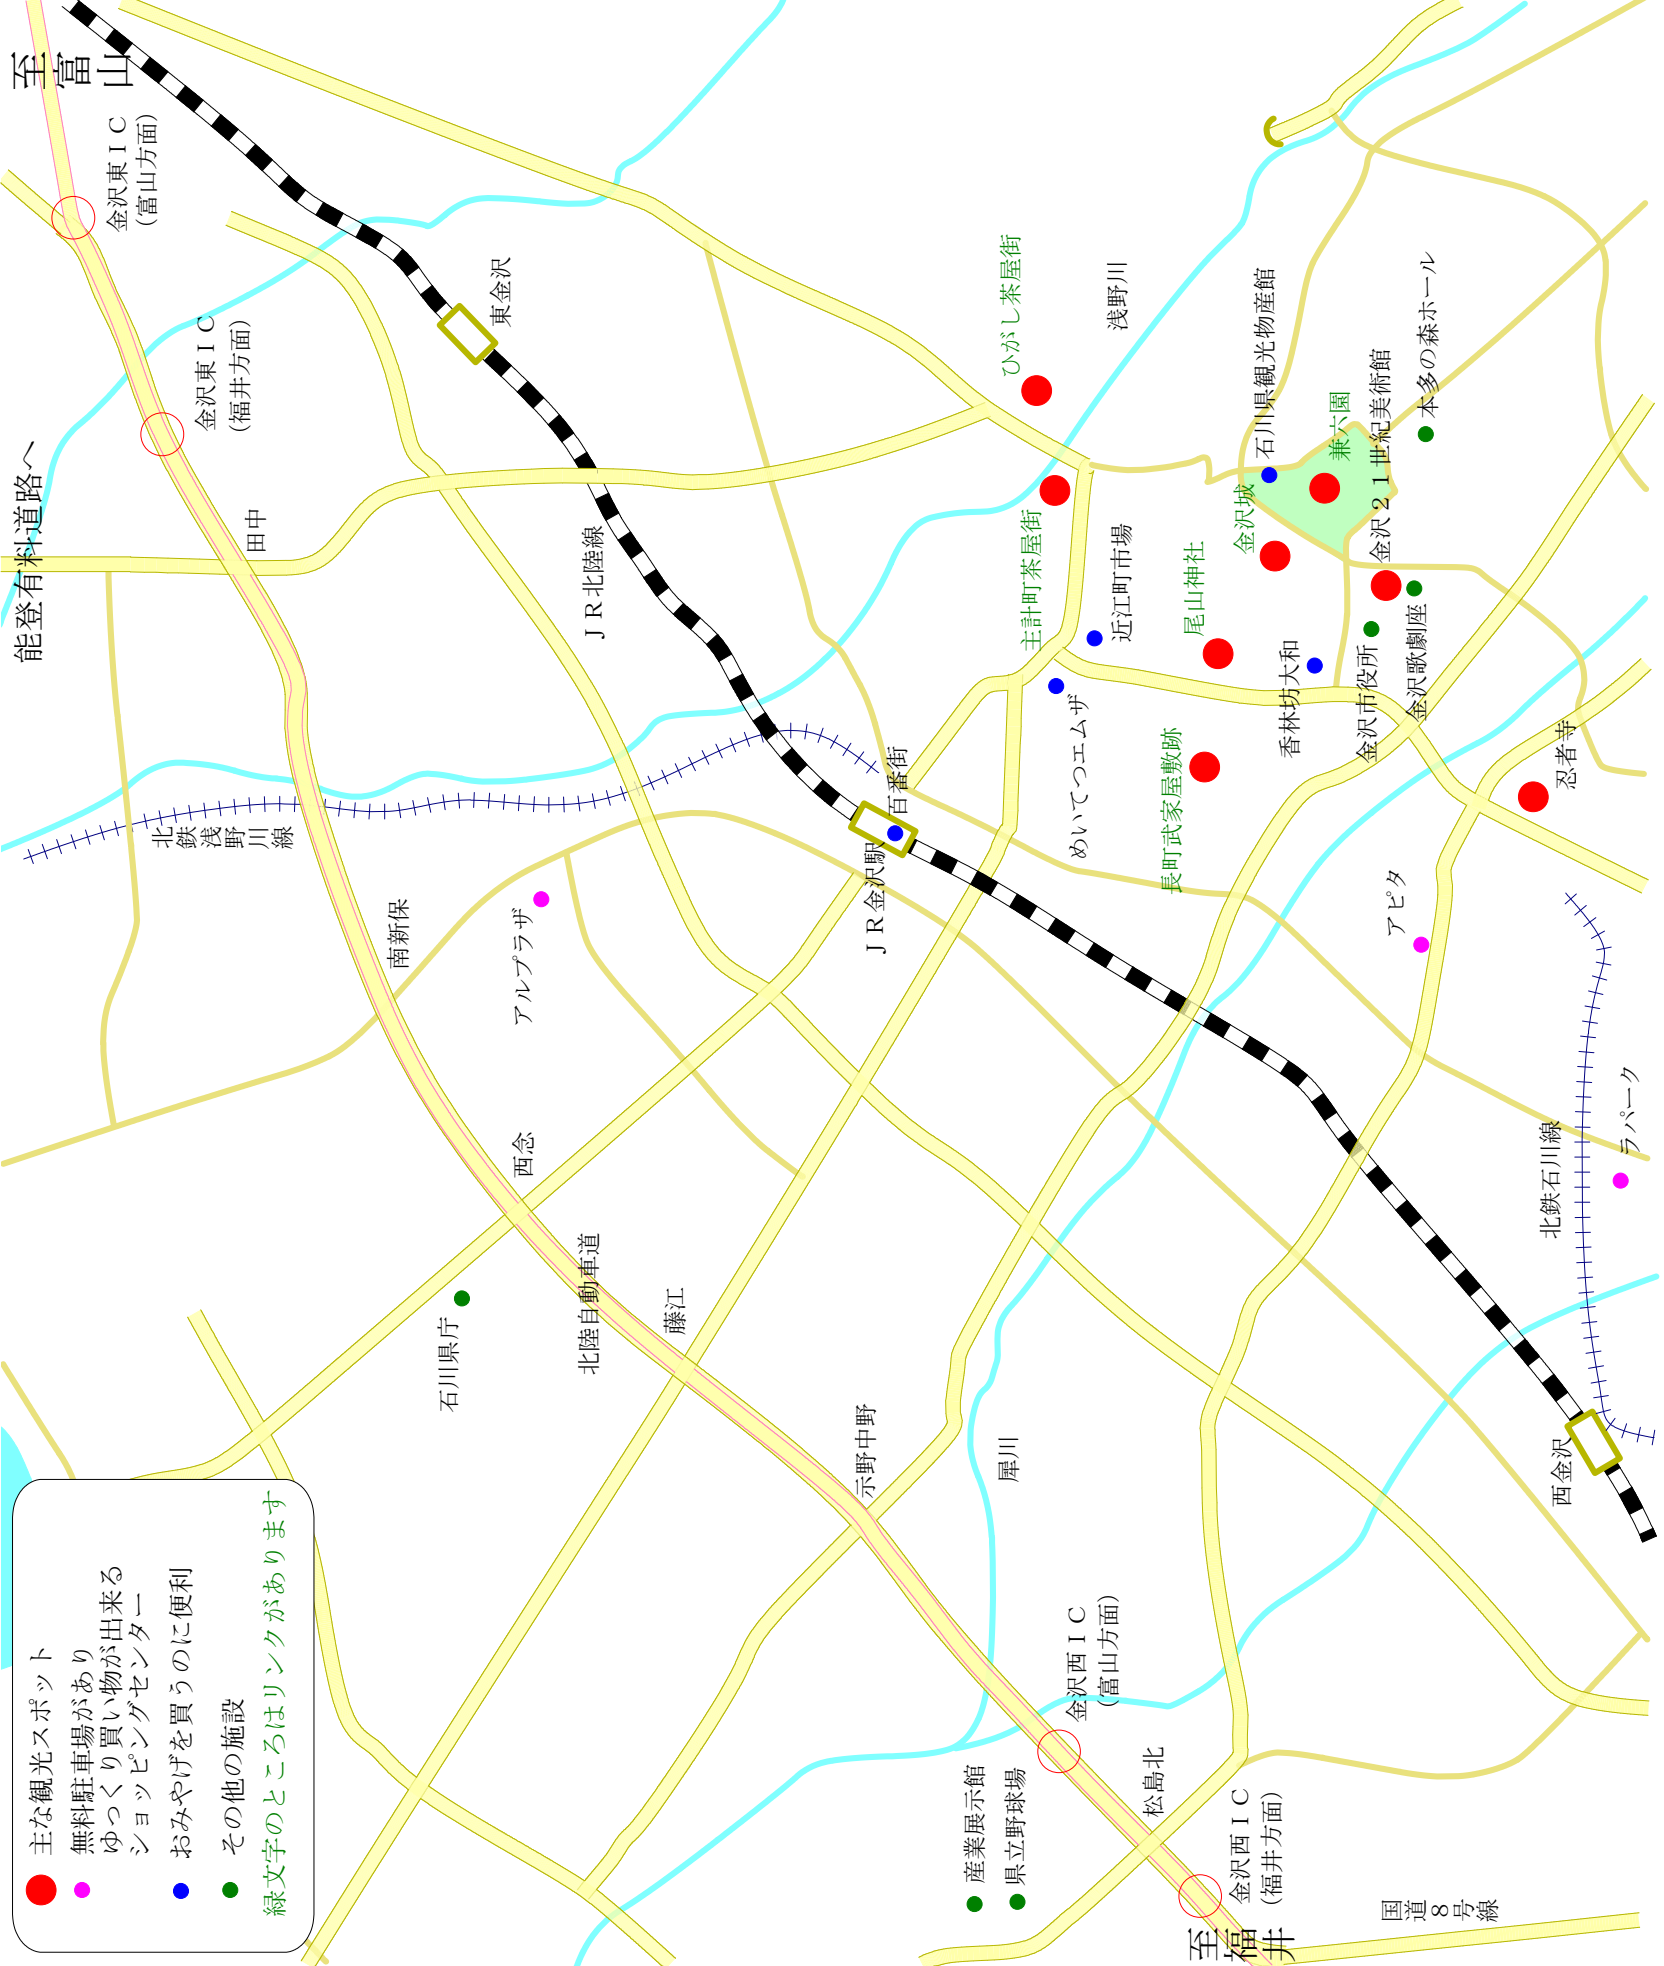 至富山
金沢東ＩＣ
(富山方面)
金沢東ＩＣ
(福井方面)
能登有料道路へ
田中
東金沢
ＪＲ北陸線
北鉄浅野川線
南新保
アルプラザ
ＪＲ金沢駅
百番街
ひがし茶屋街
浅野川
主計町茶屋街
近江町市場
めいてつエムザ
尾山神社
長町武家屋敷跡
金沢城
石川県観光物産館
兼六園
金沢２１世紀美術館
本多の森ホール
香林坊大和
金沢市役所
金沢歌劇座
忍者寺
アピタ
北鉄石川線
ラパーク
西金沢
西念
石川県庁
北陸自動車道
藤江
示野中野
犀川
金沢西ＩＣ
(富山方面)
松島北
金沢西ＩＣ
(福井方面)
産業展示館
県立野球場
至福井
国道８号線
主な観光スポット
無料駐車場があり
ゆっくり買い物が出来る
ショッピングセンター
おみやげを買うのに便利
その他の施設
緑文字のところはリンクがあります